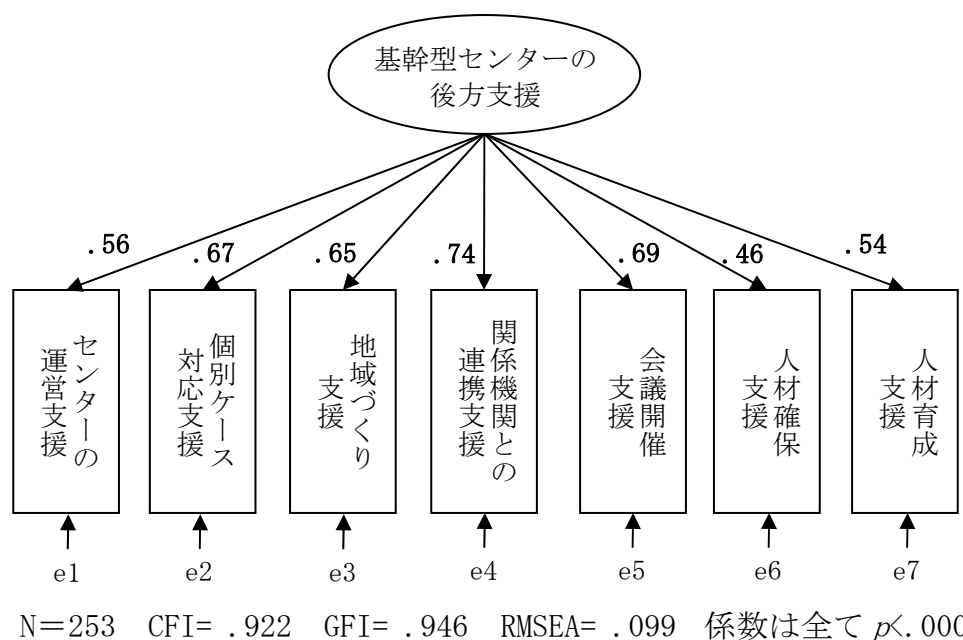 基幹型センターの
後方支援
.56
.67
.65
.74
.69
.46
.54
センターの
運営支援
個別ケース
対応支援
地域づくり
支援
関係機関との
連携支援
会議開催
支援
人材確保
支援
人材育成
支援
e1
e2
e3
e4
e5
e6
e7
N=253 CFI= .922 GFI= .946 RMSEA= .099 係数は全て p<.000